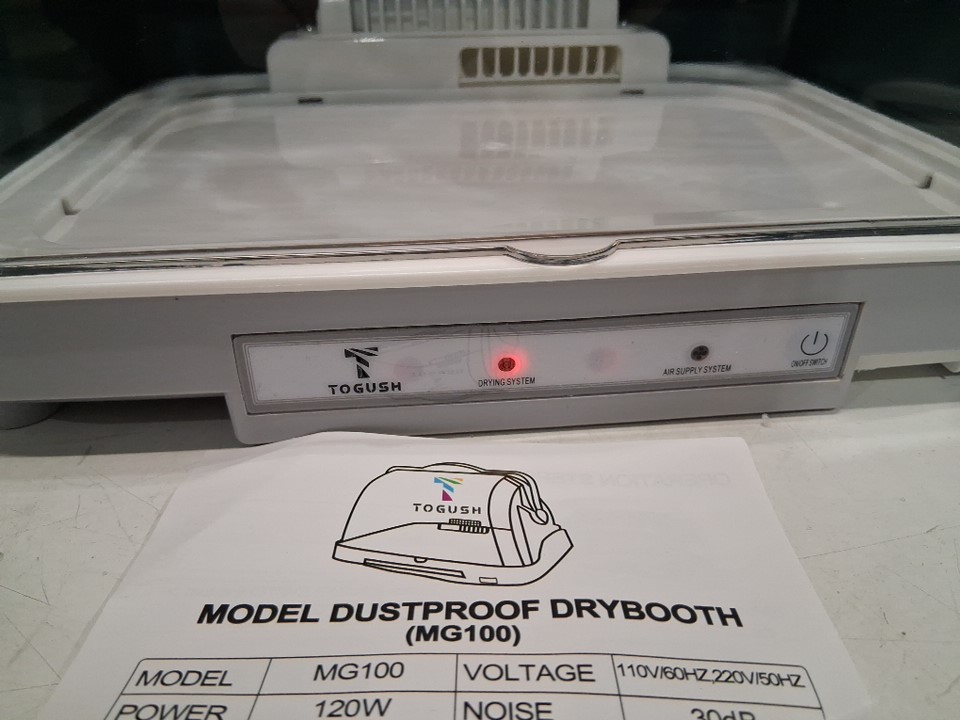 TOGUSH
DRYING SYSTEM
AIR SUPPLY SYSTEM
ON/OFF SWITCH
TOGUSH
MODEL DUSTPROOF DRYBOOTH
(MG100)
MODEL MG100 VOLTAGE 110V/60HZ,220V/50HZ
POWER 120W NOISE 30dB